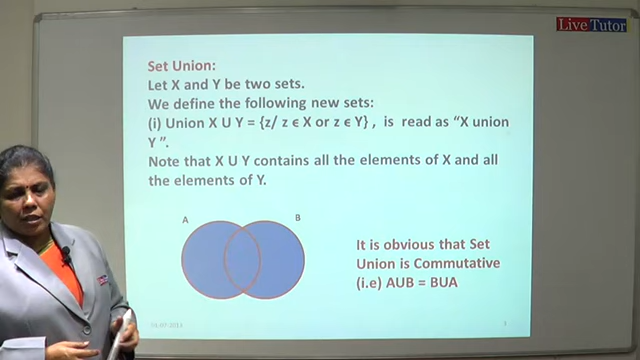 Live Tutor
Set Union:
Let X and Y be two sets.
We define the following new sets:
(i) Union X U Y = {z/ z ϵ X or z ϵ Y} , is read as “X union
Y ”.
Note that X U Y contains all the elements of X and all
the elements of Y.
A
B
It is obvious that Set
Union is Commutative
(i.e) AUB = BUA